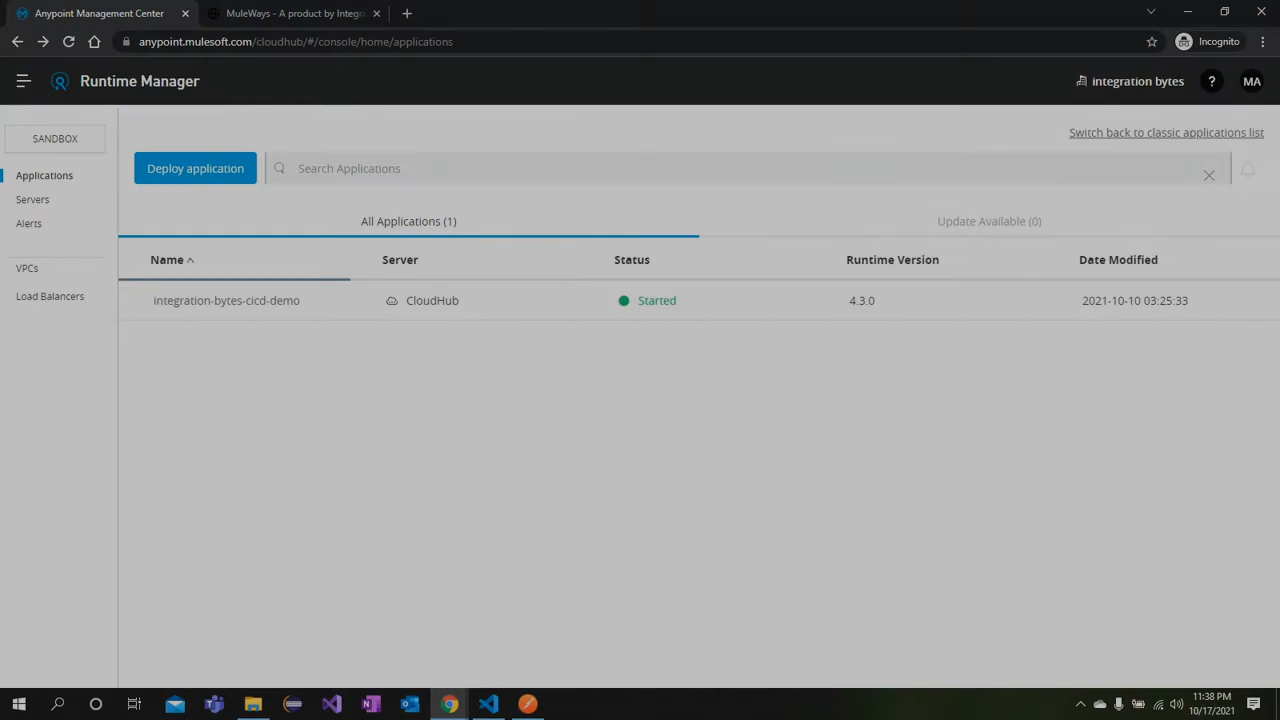 Anypoint Management Center
MuleWays - A product by Integr
anypoint.mulesoft.com/cloudhub/#/console/home/applications
Incognito
Runtime Manager
integration bytes
?
MA
SANDBOX
Applications
Servers
Alerts
VPCs
Load Balancers
Switch back to classic applications list
Deploy application
Search Applications
All Applications (1)
Update Available (0)
Name
Server
Status
Runtime Version
Date Modified
integration-bytes-cicd-demo
CloudHub
Started
4.3.0
2021-10-10 03:25:33
11:38 PM
10/17/2021